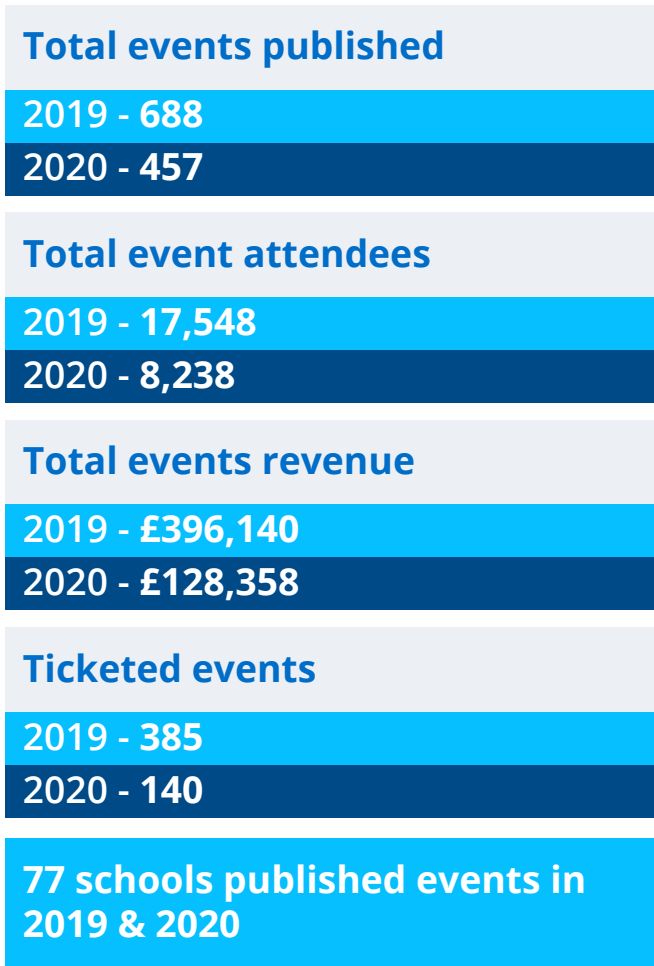 Total events published
2019 - 688
2020 - 457
Total event attendees
2019 - 17,548
2020 - 8,238
Total events revenue
2019 - £396,140
2020 - £128,358
Ticketed events
2019 - 385
2020 - 140
77 schools published events in
2019 & 2020